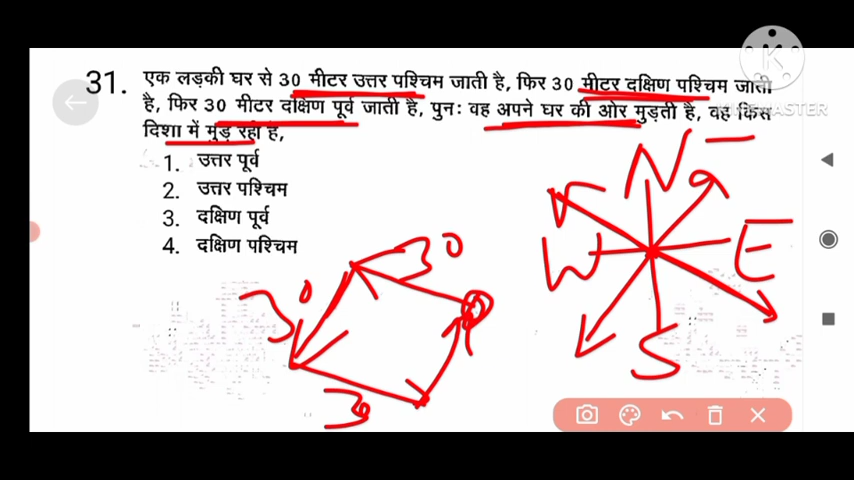 31. एक लड़की घर से 30 मीटर उत्तर पश्चिम जाती है, फिर 30 मीटर दक्षिण पश्चिम जाती
है, फिर 30 मीटर दक्षिण पूर्व जाती है, पुनः वह अपने घर की ओर मुड़ती है, वह किस
दिशा में मुड़ रही है,
1. उत्तर पूर्व
2. उत्तर पश्चिम
3. दक्षिण पूर्व
4. दक्षिण पश्चिम
N
W E
S
30
30
30
K